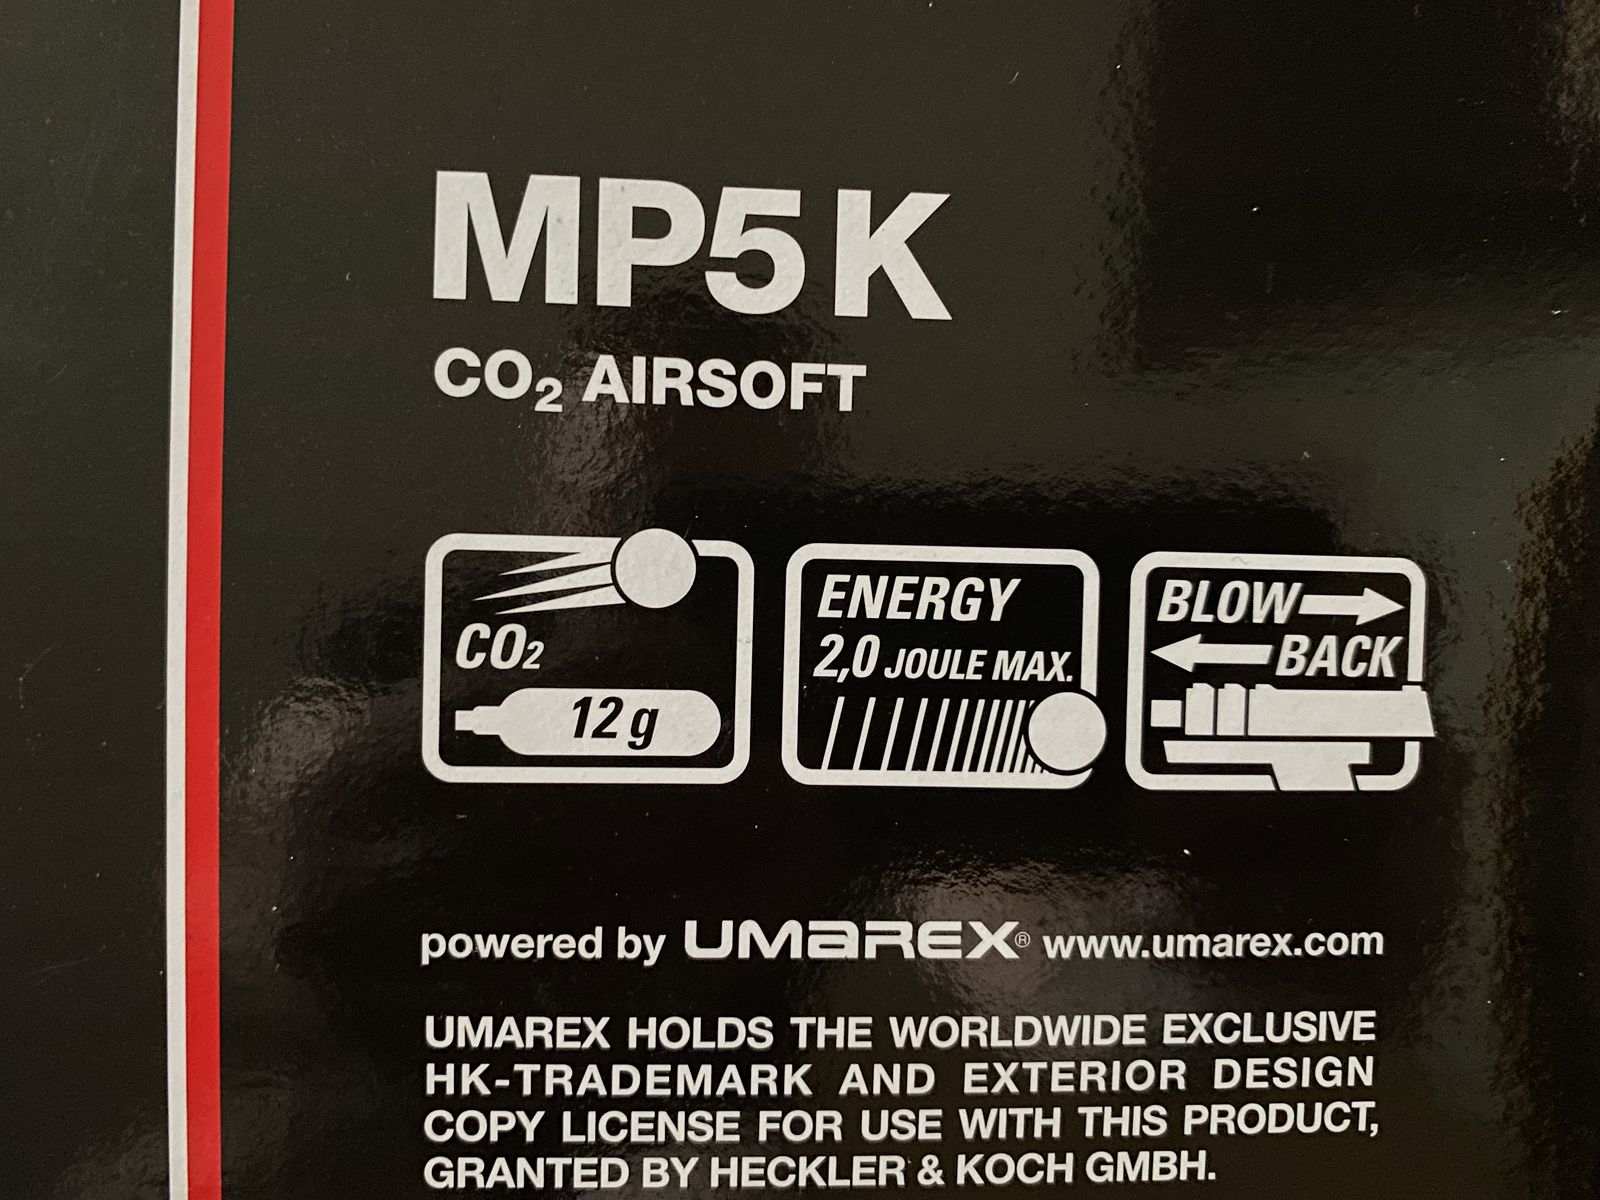 MP5 K
CO₂ AIRSOFT
CO₂
12 g
ENERGY
2,0 JOULE MAX.
BLOW
BACK
powered by UMAREX® www.umarex.com
UMAREX HOLDS THE WORLDWIDE EXCLUSIVE
HK-TRADEMARK AND EXTERIOR DESIGN
COPY LICENSE FOR USE WITH THIS PRODUCT,
GRANTED BY HECKLER & KOCH GMBH.